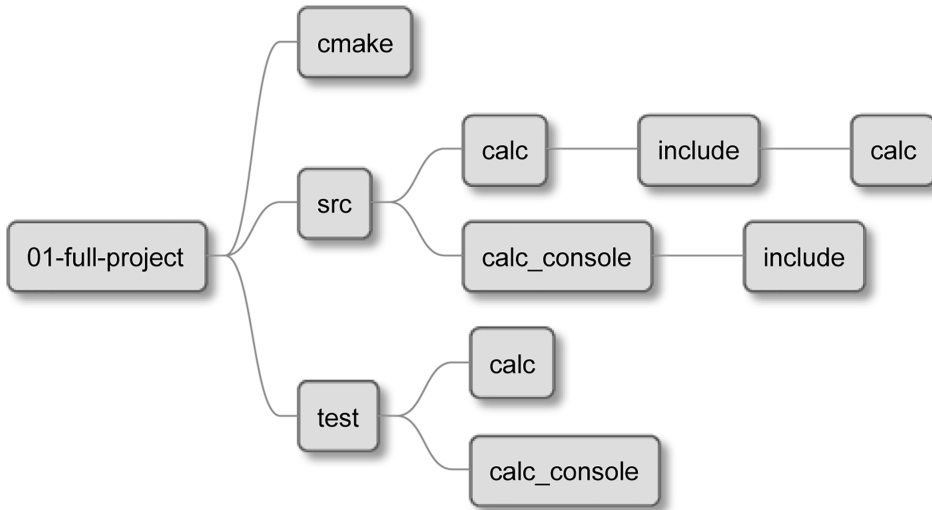 cmake
calc
include
calc
src
01-full-project
calc_console
include
calc
test
calc_console